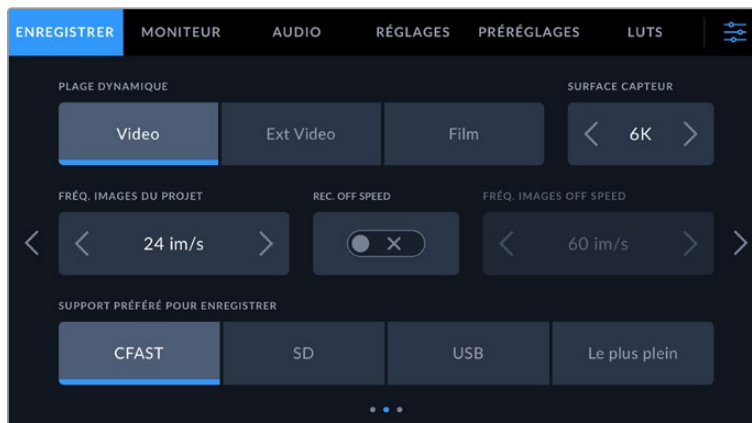 ENREGISTRER MONITEUR AUDIO RÉGLAGES PRÉRÉGLAGES LUTS
PLAGE DYNAMIQUE SURFACE CAPTEUR
Video Ext Video Film 6K
FRÉQ. IMAGES DU PROJET REC. OFF SPEED FRÉQ. IMAGES OFF SPEED
24 im/s 60 im/s
SUPPORT PRÉFÉRÉ POUR ENREGISTRER
CFAST SD USB Le plus plein